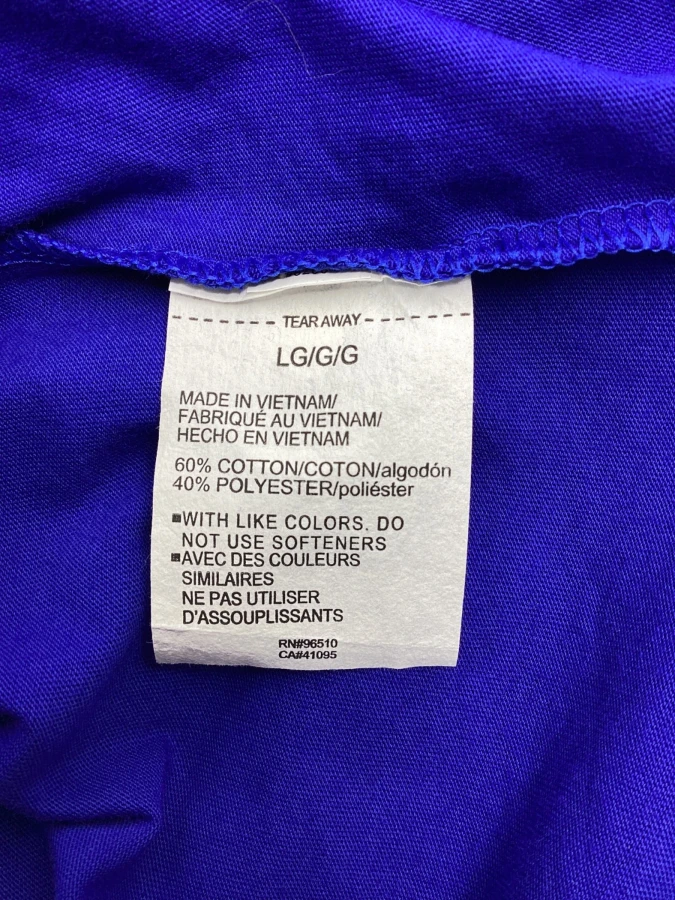 TEAR AWAY
LG/G/G
MADE IN VIETNAM/
FABRIQUÉ AU VIETNAM/
HECHO EN VIETNAM
60% COTTON/COTON/algodón
40% POLYESTER/poliéster
▪WITH LIKE COLORS. DO
NOT USE SOFTENERS
▪AVEC DES COULEURS
SIMILAIRES
NE PAS UTILISER
D'ASSOUPLISSANTS
RN#96510
CA#41095